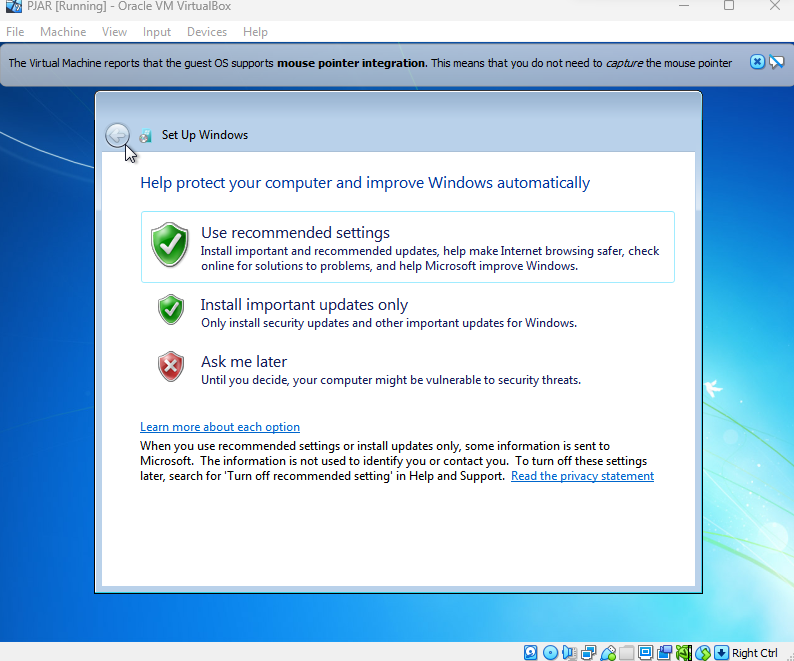 PJAR [Running] - Oracle VM VirtualBox
File Machine View Input Devices Help
The Virtual Machine reports that the guest OS supports mouse pointer integration. This means that you do not need to capture the mouse pointer
Set Up Windows
Help protect your computer and improve Windows automatically
Use recommended settings
Install important and recommended updates, help make Internet browsing safer, check
online for solutions to problems, and help Microsoft improve Windows.
Install important updates only
Only install security updates and other important updates for Windows.
Ask me later
Until you decide, your computer might be vulnerable to security threats.
Learn more about each option
When you use recommended settings or install updates only, some information is sent to
Microsoft. The information is not used to identify you or contact you. To turn off these settings
later, search for 'Turn off recommended setting' in Help and Support. Read the privacy statement
Right Ctrl